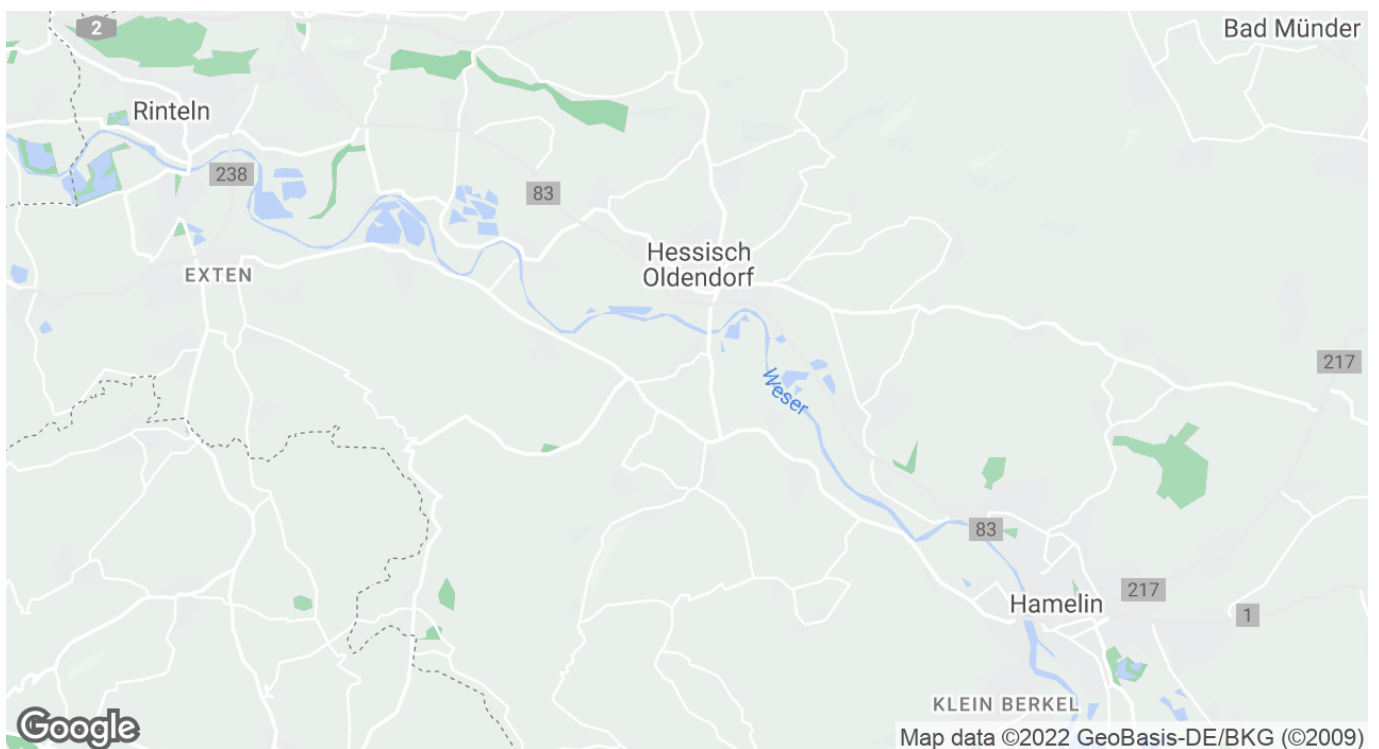 2
Bad Münder
Rinteln
238
83
Hessisch
Oldendorf
EXTEN
217
Weser
83
217
Hamelin
1
KLEIN BERKEL
Google
Map data ©2022 GeoBasis-DE/BKG (©2009)